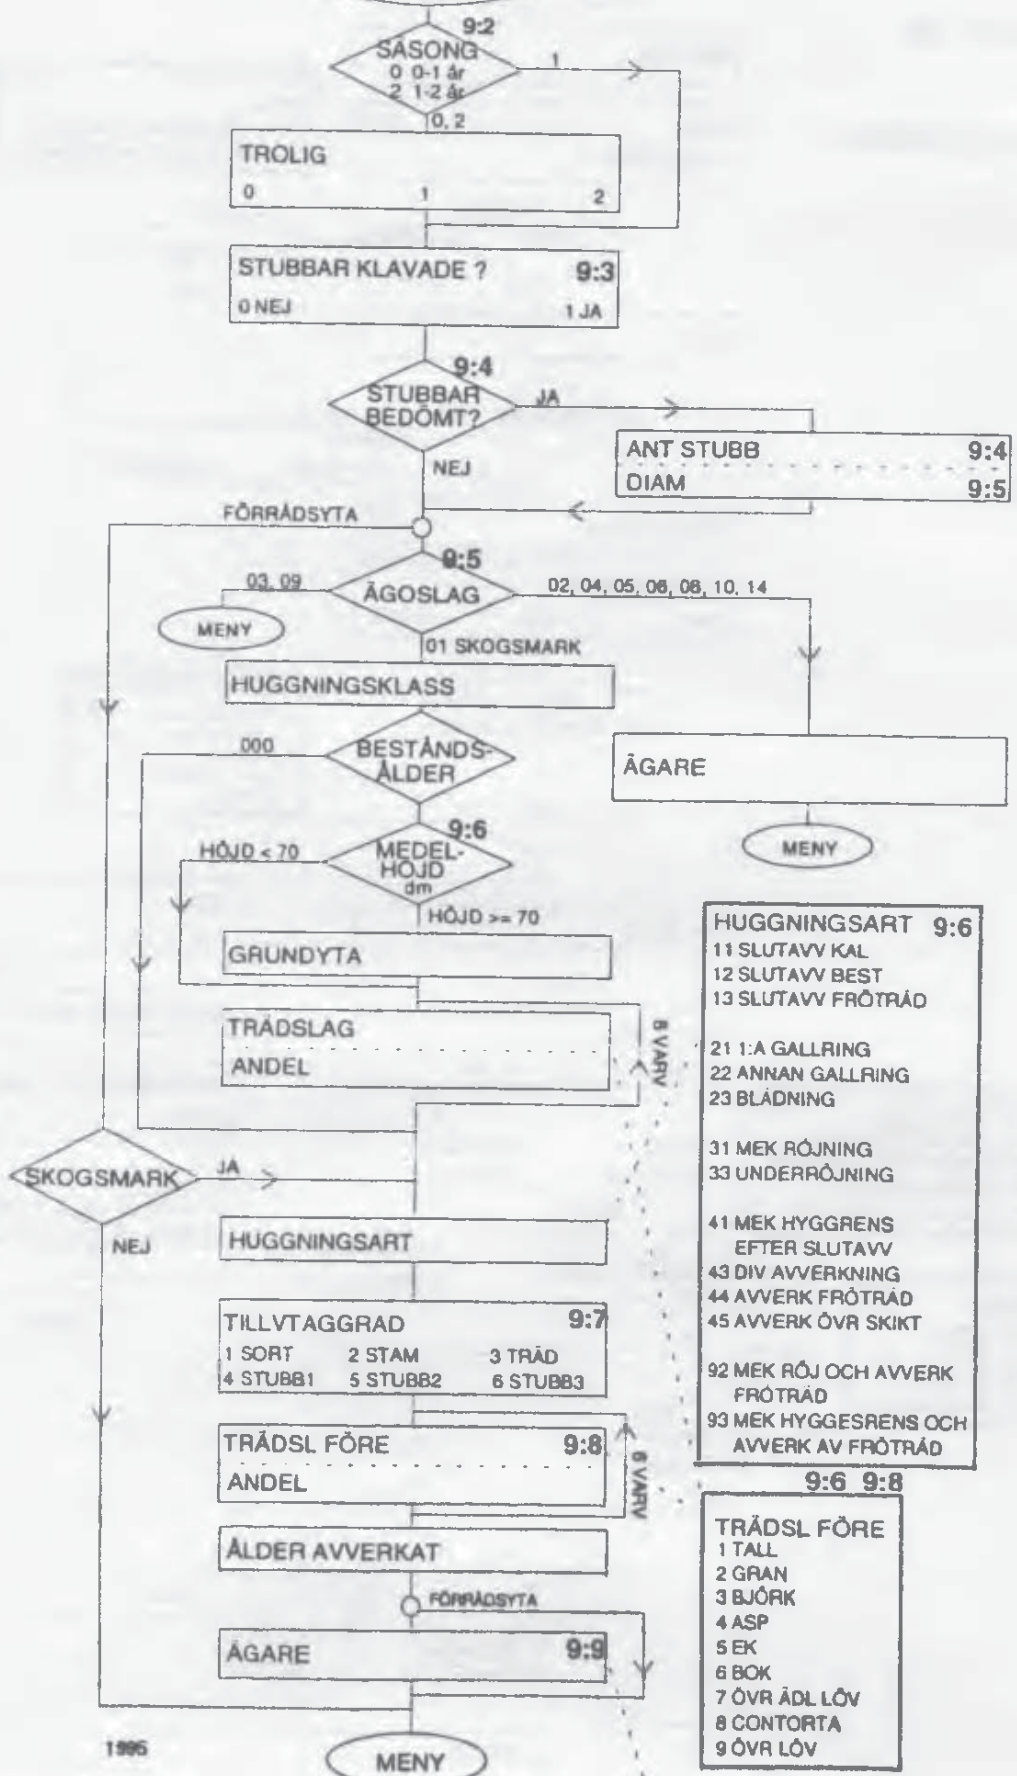 9:2
SÄSONG
0 0-1 år
2 1-2 år
1
0, 2
TROLIG
0 1 2
STUBBAR KLAVADE ? 9:3
0 NEJ 1 JA
9:4
STUBBAR
BEDÖMT?
JA
NEJ
ANT STUBB 9:4
DIAM 9:5
FÖRRÅDSYTA
9:5
ÄGOSLAG
03, 09
MENY
02, 04, 05, 06, 08, 10, 14
01 SKOGSMARK
HUGGNINGSKLASS
000
BESTÅNDS-
ÅLDER
ÄGARE
MENY
9:6
MEDEL-
HÖJD
dm
HÖJD < 70
HÖJD >= 70
GRUNDYTA
TRÄDSLAG
ANDEL
8 VARV
SKOGSMARK
JA
NEJ
HUGGNINGSART
TILLVTAGGRAD 9:7
1 SORT 2 STAM 3 TRÄD
4 STUBB1 5 STUBB2 6 STUBB3
TRÄDSL FÖRE 9:8
ANDEL
6 VARV
ÅLDER AVVERKAT
FÖRRÅDSYTA
ÄGARE 9:9
MENY
1995
HUGGNINGSART 9:6
11 SLUTAVV KAL
12 SLUTAVV BEST
13 SLUTAVV FRÖTRÄD
21 1:A GALLRING
22 ANNAN GALLRING
23 BLÄDNING
31 MEK RÖJNING
33 UNDERRÖJNING
41 MEK HYGGRENS
EFTER SLUTAVV
43 DIV AVVERKNING
44 AVVERK FRÖTRÄD
45 AVVERK ÖVR SKIKT
92 MEK RÖJ OCH AVVERK
FRÖTRÄD
93 MEK HYGGESRENS OCH
AVVERK AV FRÖTRÄD
9:6 9:8
TRÄDSL FÖRE
1 TALL
2 GRAN
3 BJÖRK
4 ASP
5 EK
6 BOK
7 ÖVR ÄDL LÖV
8 CONTORTA
9 ÖVR LÖV